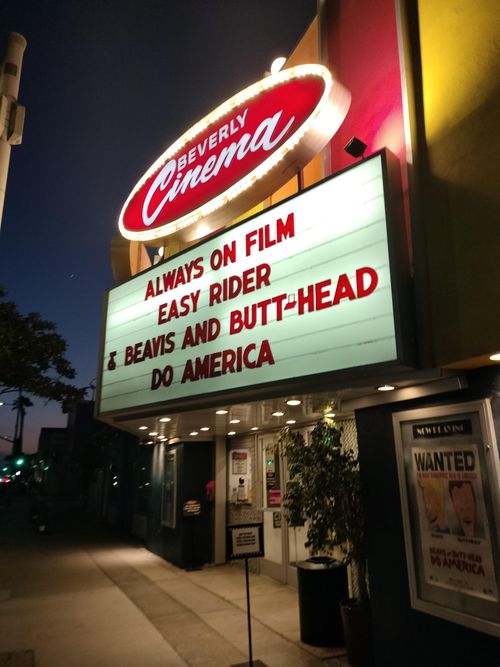 BEVERLY
Cinema
ALWAYS ON FILM
EASY RIDER
& BEAVIS AND BUTT-HEAD
DO AMERICA
NOW PLAYING
WANTED
BEAVIS AND BUTT-HEAD
DO AMERICA